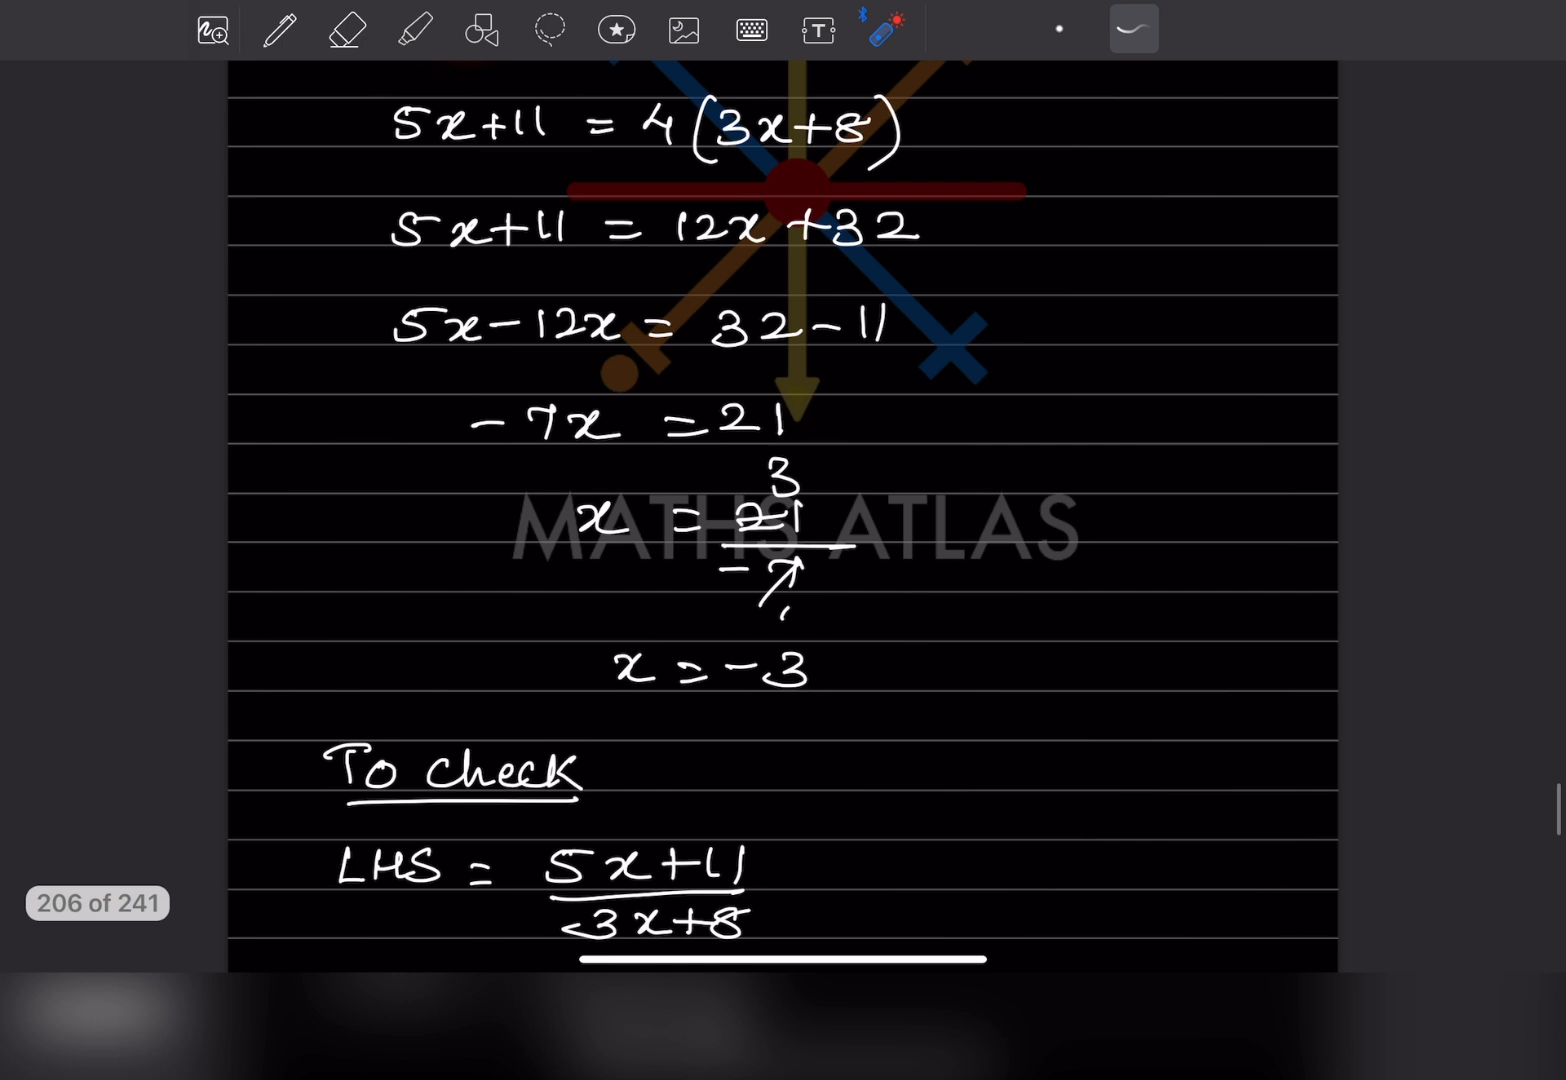 T
5x+11 = 4(3x+8)
5x+11 = 12x+32
5x-12x = 32-11
-7x = 21
3
x = 21
-7
MATHS ATLAS
x = -3
To check
LHS = 5x+11
3x+8
206 of 241